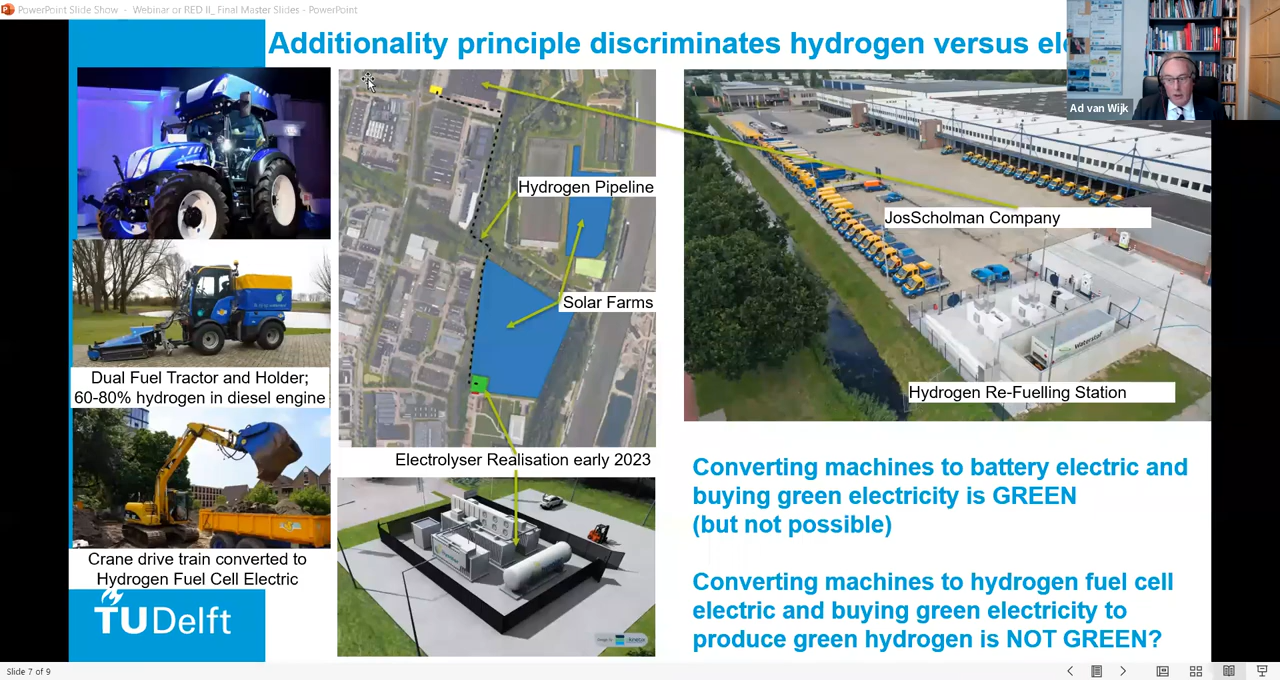 PowerPoint Slide Show - Webinar or RED II_ Final Master Slides - PowerPoint
Additionality principle discriminates hydrogen versus el
Ad van Wijk
Hydrogen Pipeline
Solar Farms
JosScholman Company
Waterstof
Hydrogen Re-Fuelling Station
Dual Fuel Tractor and Holder;
60-80% hydrogen in diesel engine
Electrolyser Realisation early 2023
Converting machines to battery electric and
buying green electricity is GREEN
(but not possible)
Crane drive train converted to
Hydrogen Fuel Cell Electric
Converting machines to hydrogen fuel cell
electric and buying green electricity to
produce green hydrogen is NOT GREEN?
TUDelft
Slide 7 of 9